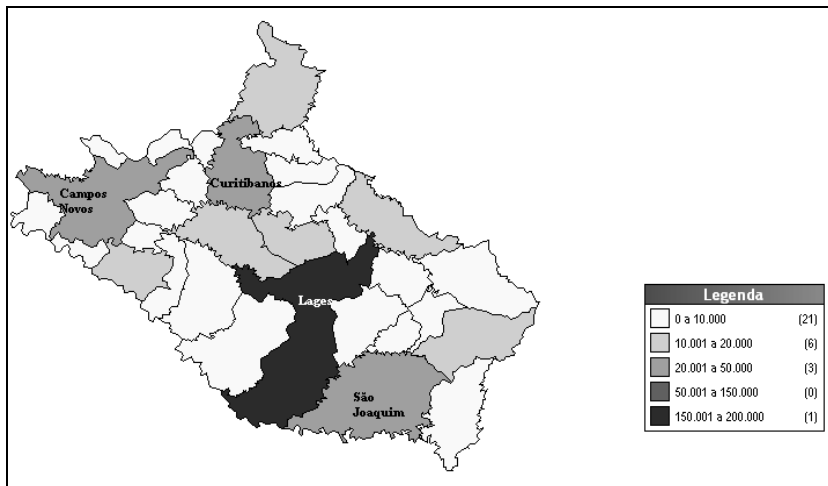 Curitibanos
Campos
Novos
Lages
São
Joaquim
Legenda
0 a 10.000 (21)
10.001 a 20.000 (6)
20.001 a 50.000 (3)
50.001 a 150.000 (0)
150.001 a 200.000 (1)